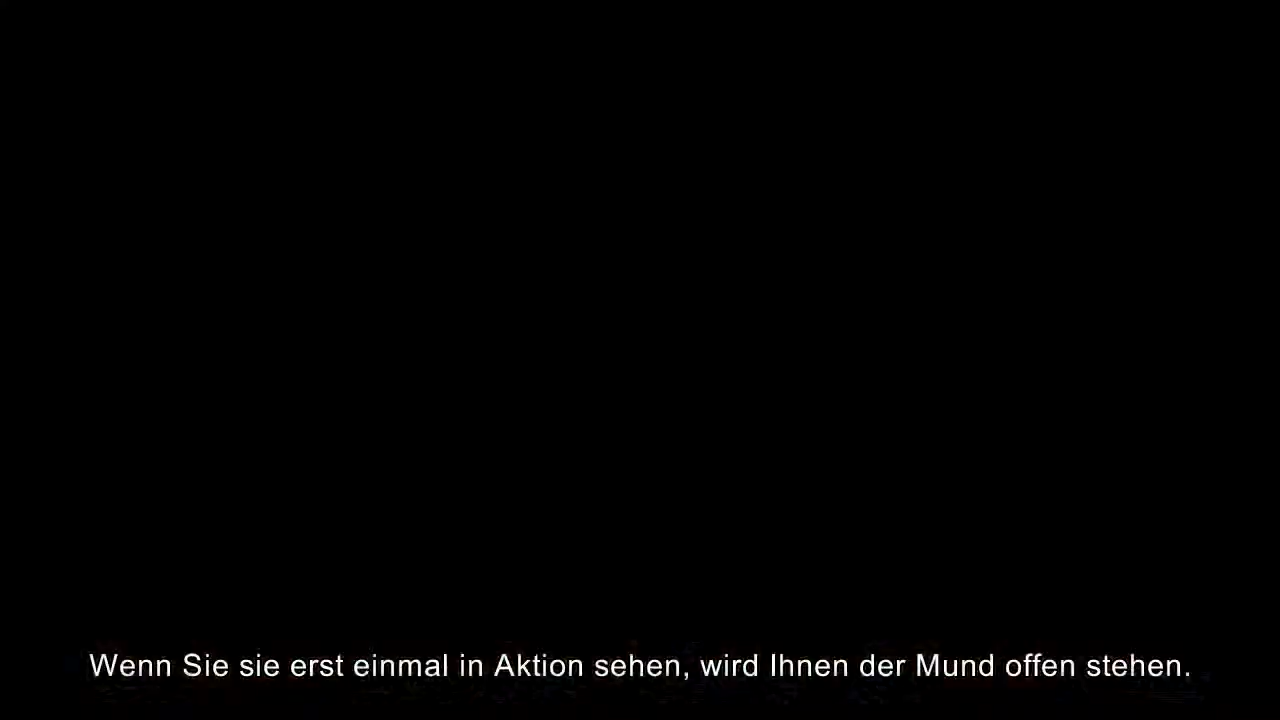 Wenn Sie sie erst einmal in Aktion sehen, wird Ihnen der Mund offen stehen.